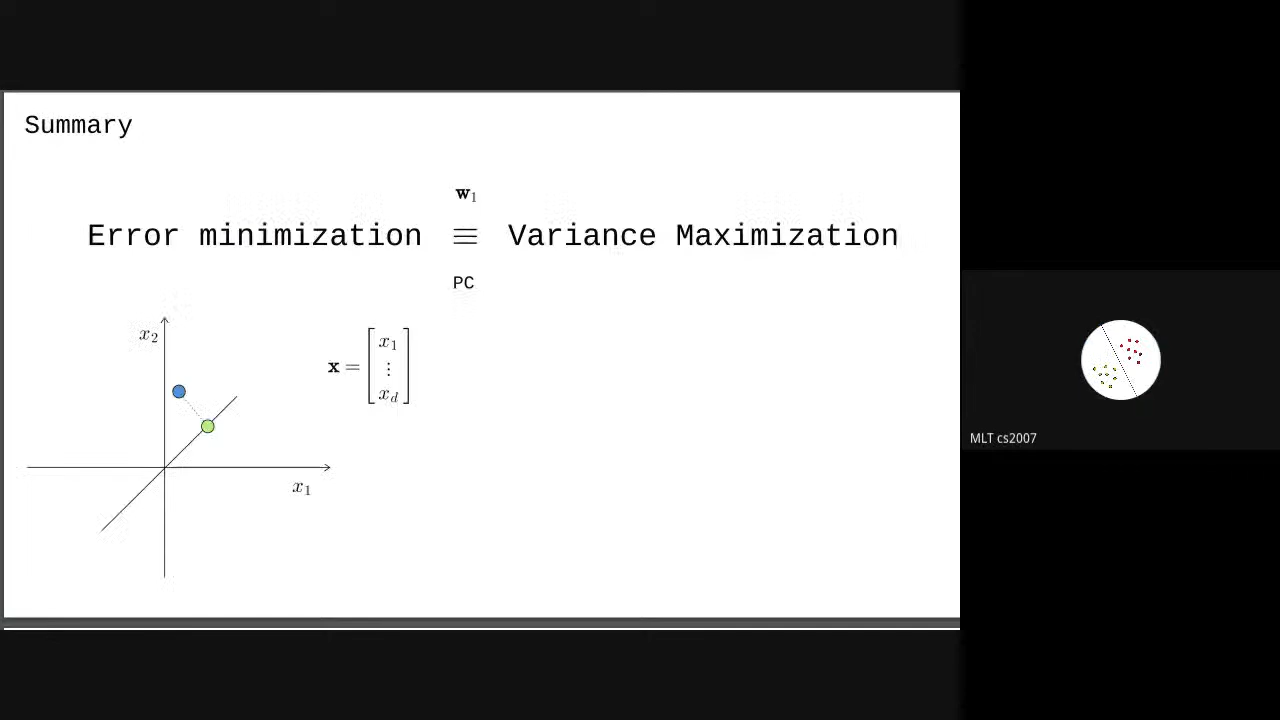 Summary
w₁
Error minimization ≡ Variance Maximization
PC
x₂
x = [x₁ ⋮ x_d]
x₁
MLT cs2007